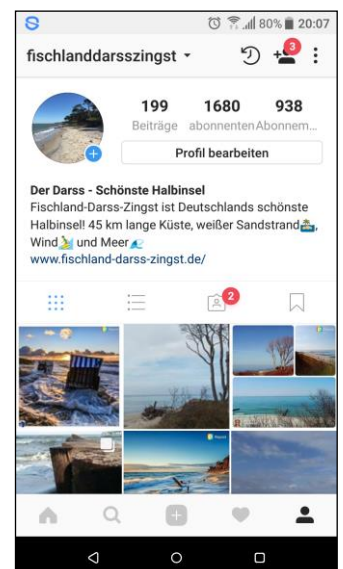 80% 20:07
fischlanddarsszingst
3
199 1680 938
Beiträge abonnenten Abonnem...
Profil bearbeiten
Der Darss - Schönste Halbinsel
Fischland-Darss-Zingst ist Deutschlands schönste
Halbinsel! 45 km lange Küste, weißer Sandstrand🏝️,
Wind🏄 und Meer🌊
www.fischland-darss-zingst.de/
2